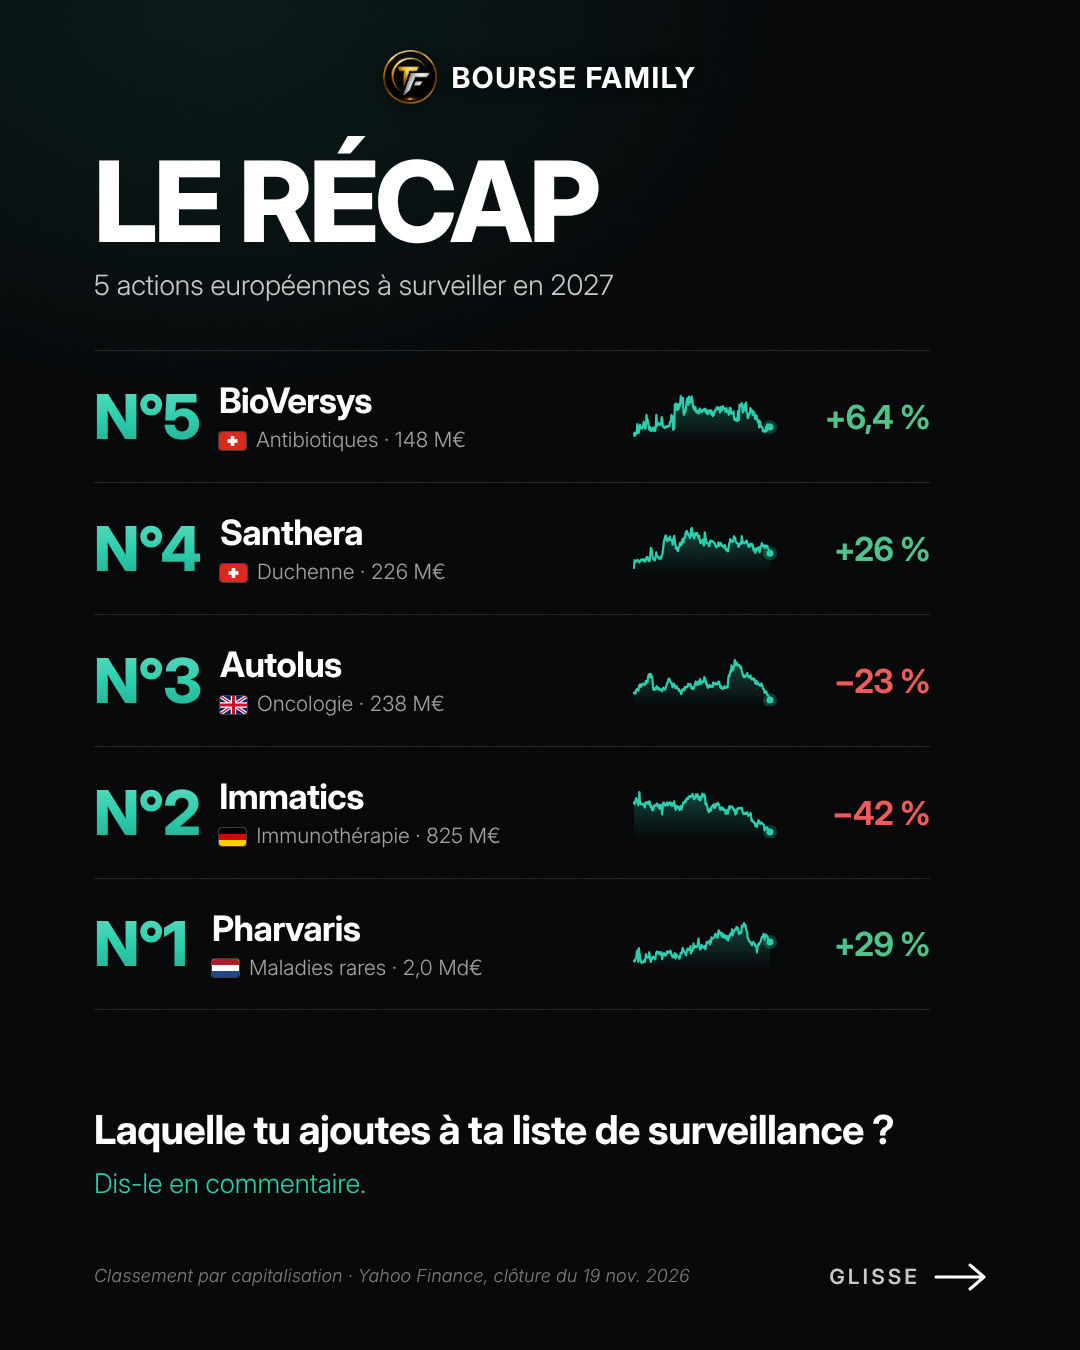 TF BOURSE FAMILY
LE RÉCAP
5 actions européennes à surveiller en 2027
N°5 BioVersys
Antibiotiques · 148 M€
+6,4 %
N°4 Santhera
Duchenne · 226 M€
+26 %
N°3 Autolus
Oncologie · 238 M€
−23 %
N°2 Immatics
Immunothérapie · 825 M€
−42 %
N°1 Pharvaris
Maladies rares · 2,0 Md€
+29 %
Laquelle tu ajoutes à ta liste de surveillance ?
Dis-le en commentaire.
Classement par capitalisation · Yahoo Finance, clôture du 19 nov. 2026
GLISSE